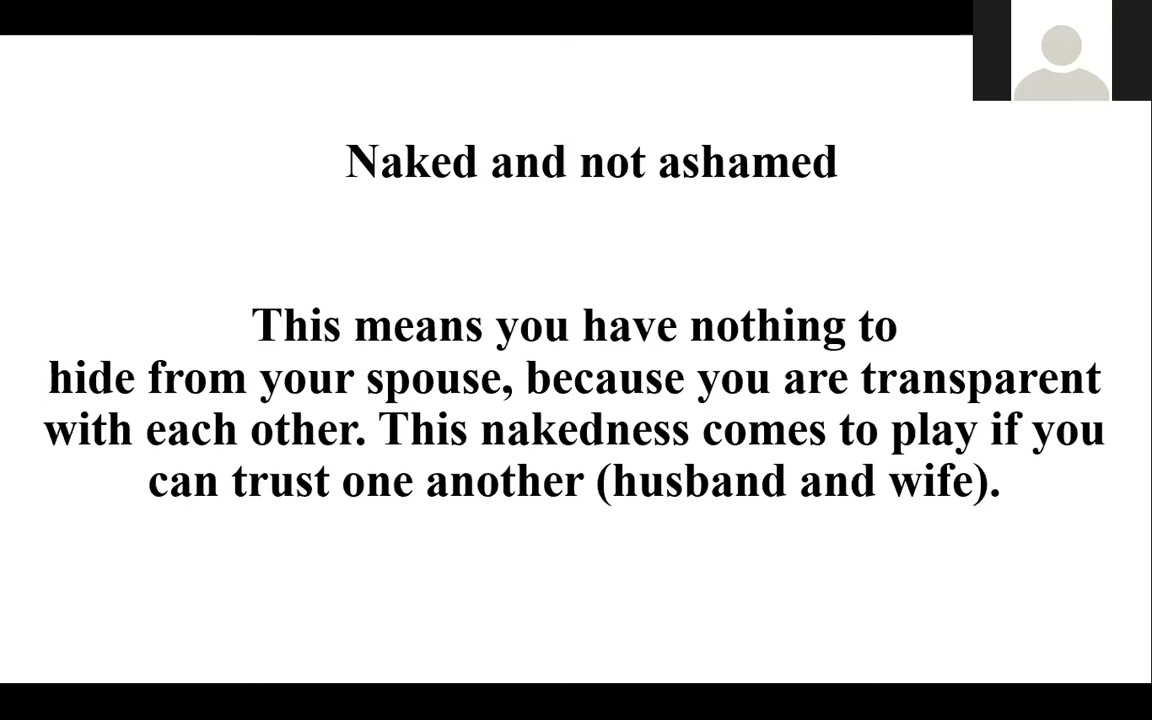 Naked and not ashamed
This means you have nothing to
hide from your spouse, because you are transparent
with each other. This nakedness comes to play if you
can trust one another (husband and wife).